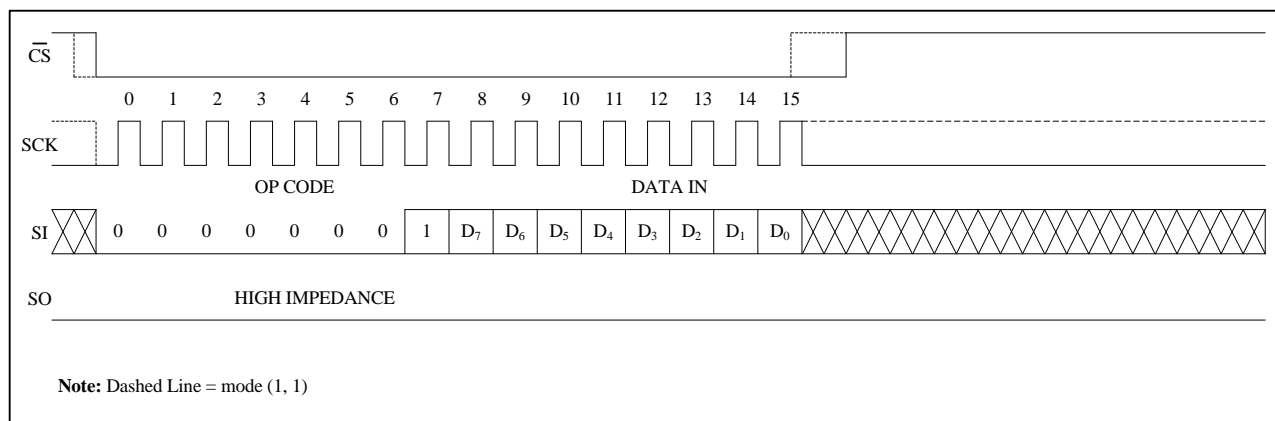 C̅S̅
0 1 2 3 4 5 6 7 8 9 10 11 12 13 14 15
SCK
OP CODE DATA IN
SI 0 0 0 0 0 0 0 1 D₇ D₆ D₅ D₄ D₃ D₂ D₁ D₀
SO HIGH IMPEDANCE
Note: Dashed Line = mode (1, 1)